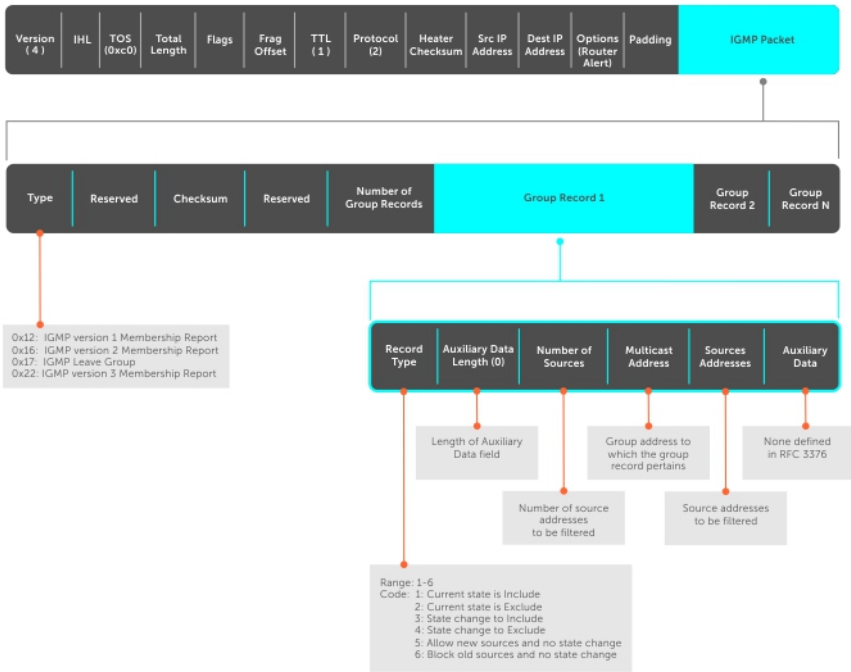 Version
( 4 )
IHL
TOS
(0xc0)
Total
Length
Flags
Frag
Offset
TTL
( 1 )
Protocol
(2)
Heater
Checksum
Src IP
Address
Dest IP
Address
Options
(Router
Alert)
Padding
IGMP Packet
Type
Reserved
Checksum
Reserved
Number of
Group Records
Group Record 1
Group
Record 2
Group
Record N
0x12: IGMP version 1 Membership Report
0x16: IGMP version 2 Membership Report
0x17: IGMP Leave Group
0x22: IGMP version 3 Membership Report
Record
Type
Auxiliary Data
Length (0)
Number of
Sources
Multicast
Address
Sources
Addresses
Auxiliary
Data
Length of Auxiliary
Data field
Group address to
which the group
record pertains
None defined
in RFC 3376
Number of source
addresses
to be filtered
Source addresses
to be filtered
Range: 1-6
Code: 1: Current state is Include
2: Current state is Exclude
3: State change to Include
4: State change to Exclude
5: Allow new sources and no state change
6: Block old sources and no state change